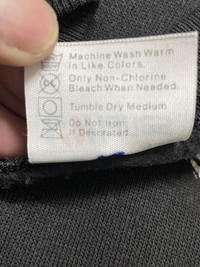 Machine Wash Warm
in Like Colors.
Only Non-Chlorine
Bleach When Needed.
Tumble Dry Medium
Do Not Iron
If Decorated